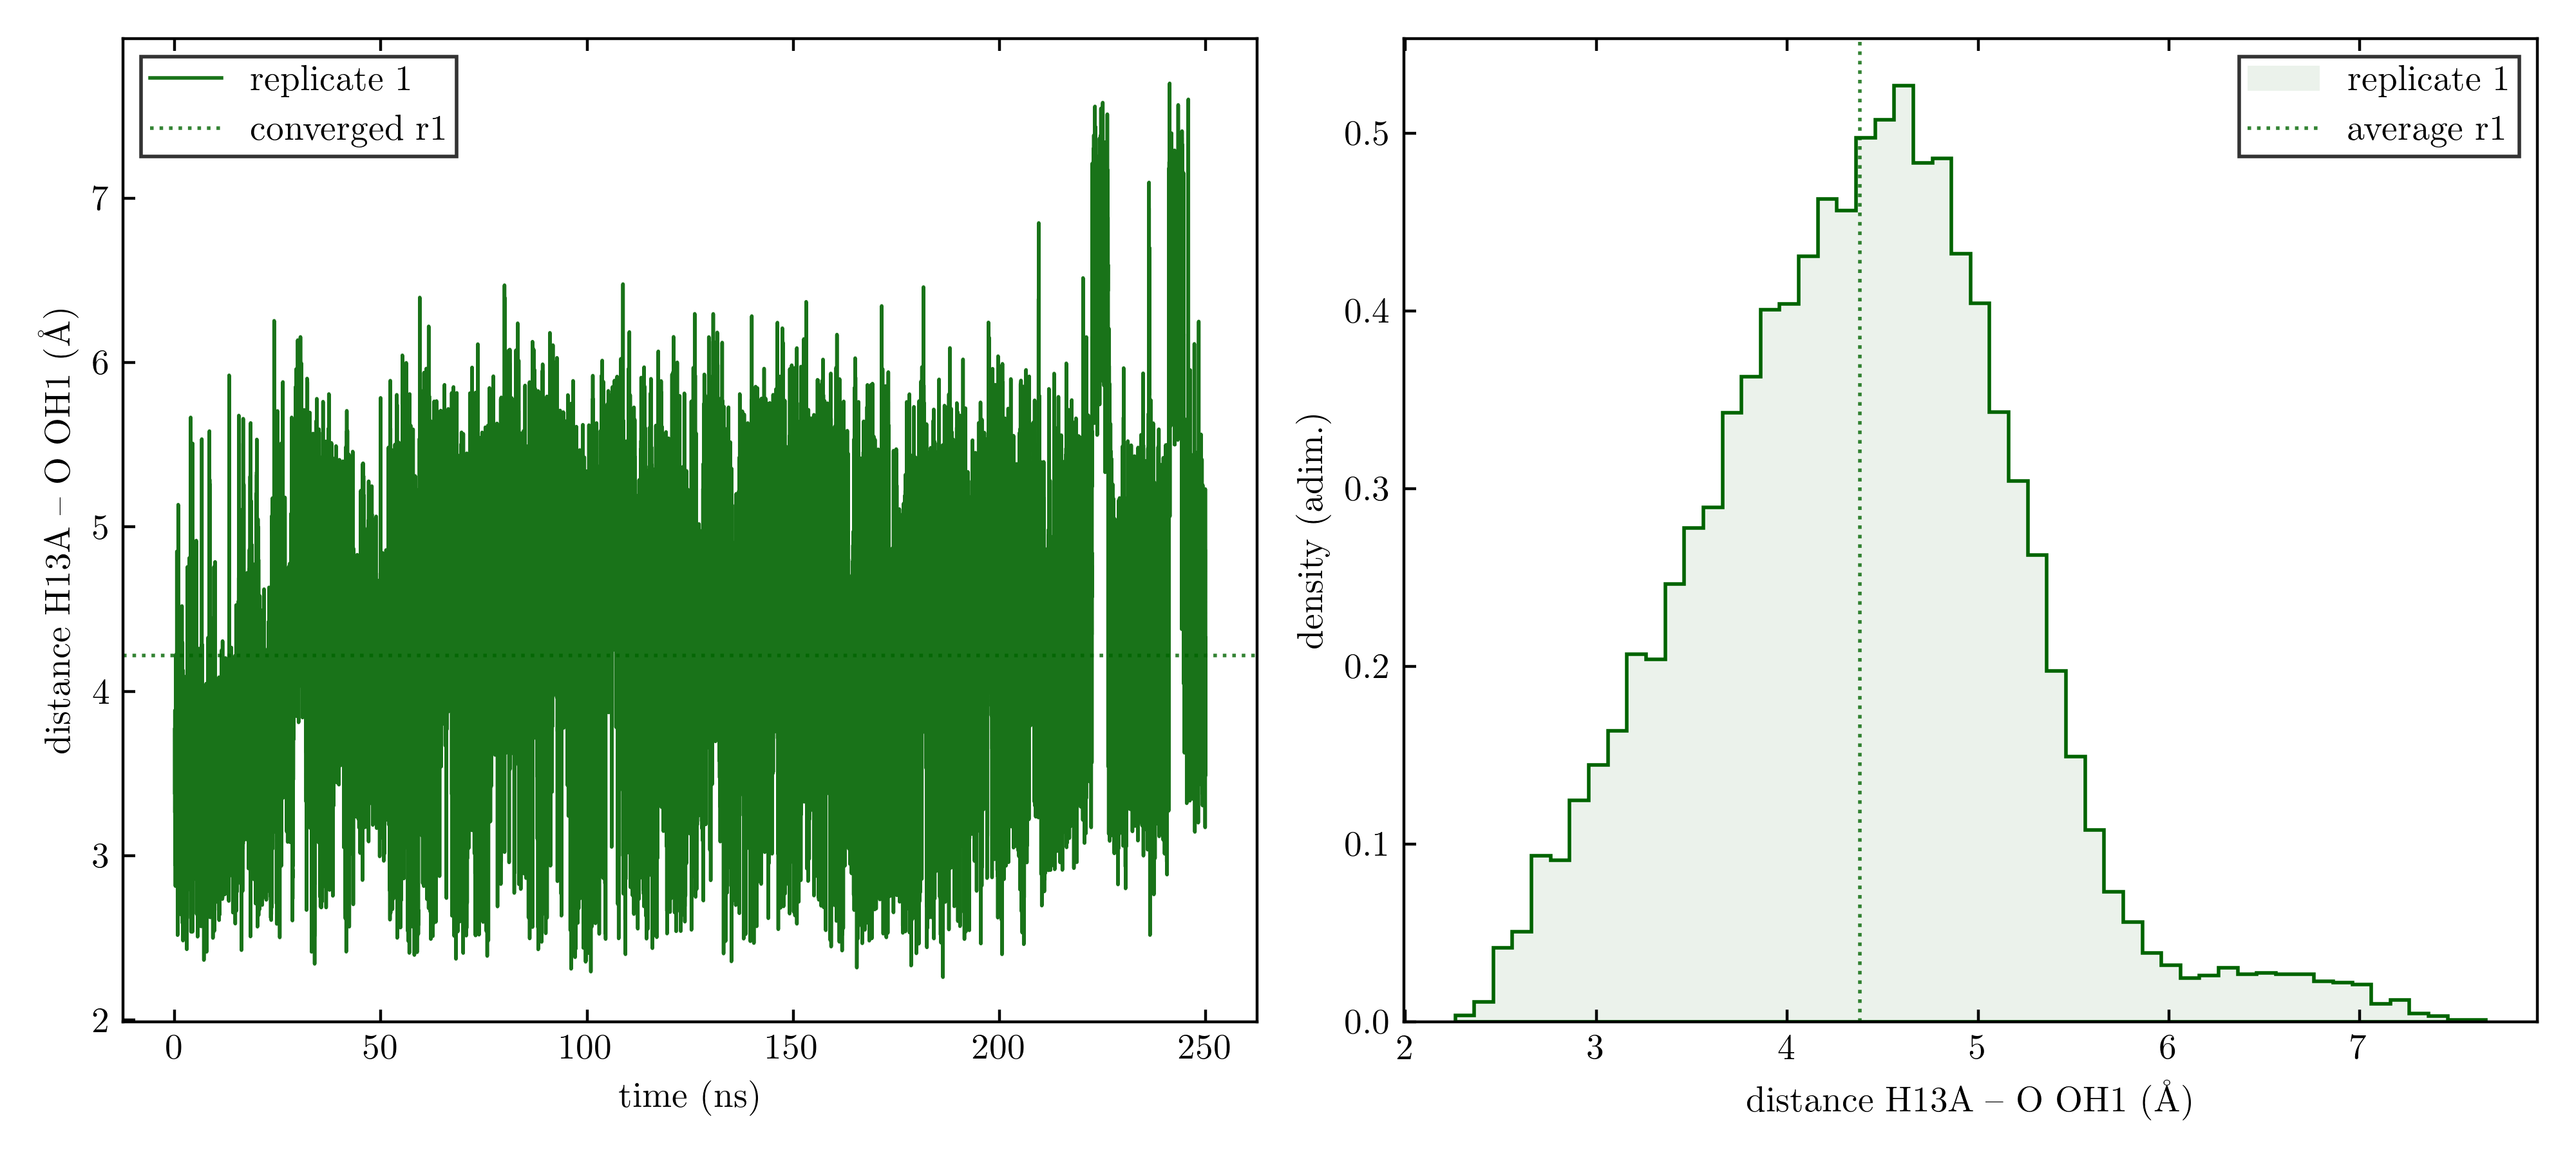 replicate 1
converged r1
7
6
5
4
3
2
0 50 100 150 200 250
time (ns)
distance H13A – O OH1 (Å)
replicate 1
average r1
0.5
0.4
0.3
0.2
0.1
0.0
2 3 4 5 6 7
distance H13A – O OH1 (Å)
density (adim.)